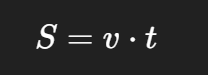 S = v · t